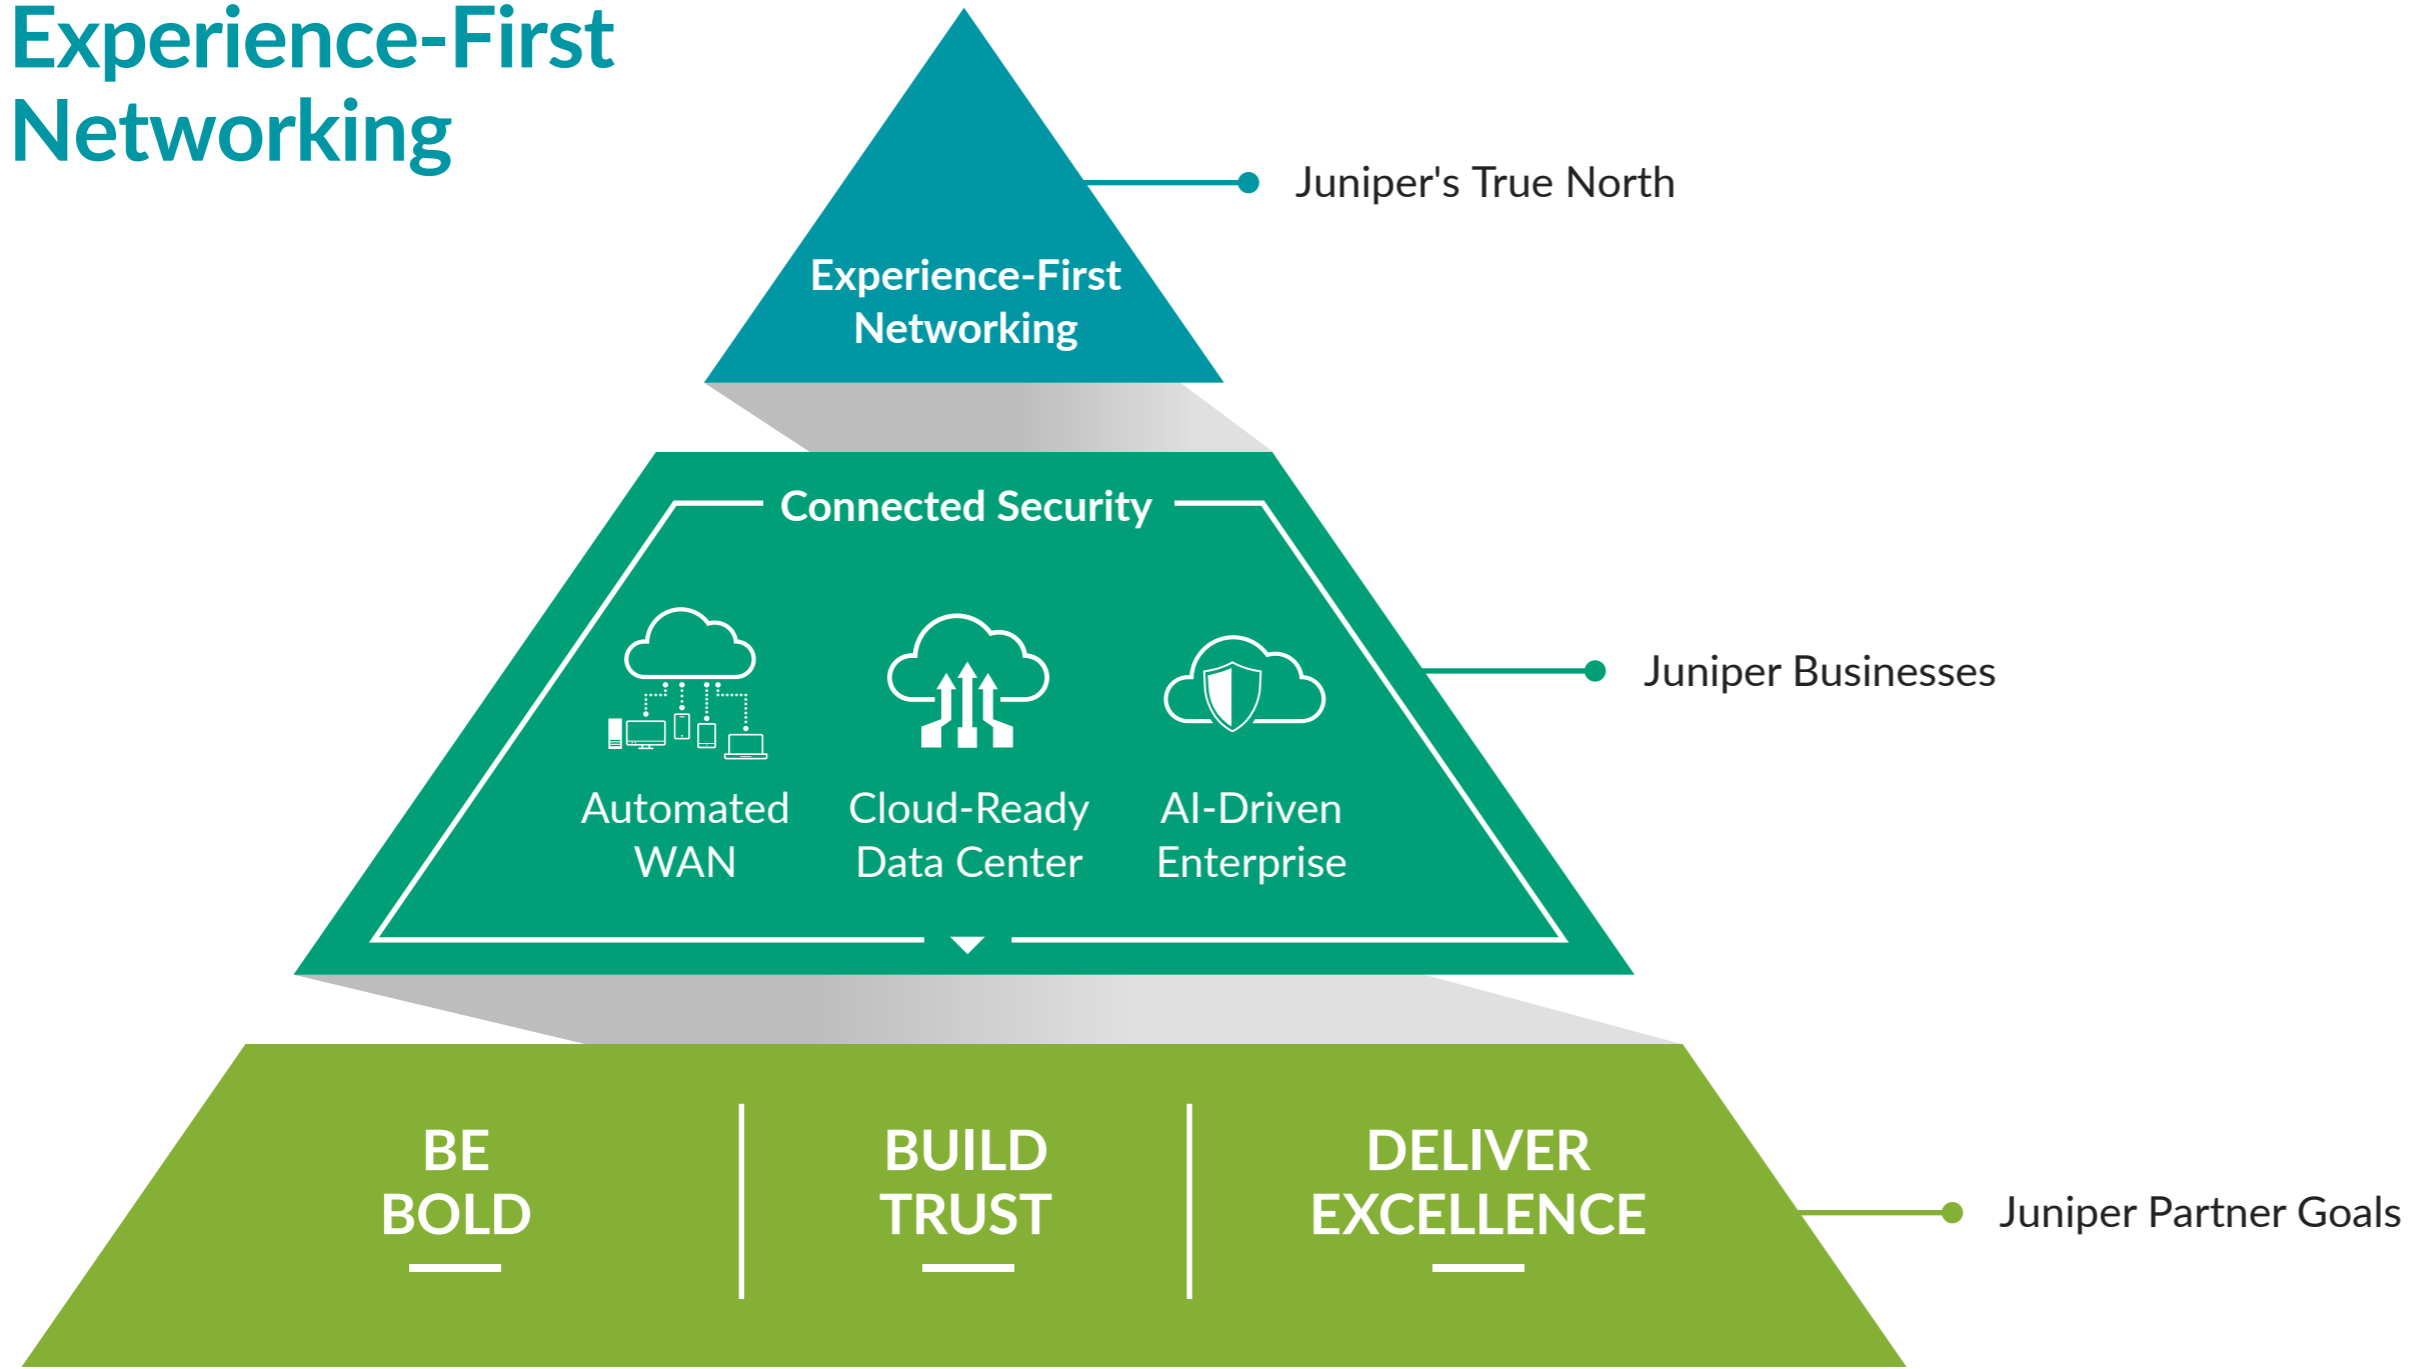 Experience-First
Networking
Juniper's True North
Experience-First
Networking
Connected Security
Juniper Businesses
Automated
WAN
Cloud-Ready
Data Center
AI-Driven
Enterprise
BE
BOLD
BUILD
TRUST
DELIVER
EXCELLENCE
Juniper Partner Goals